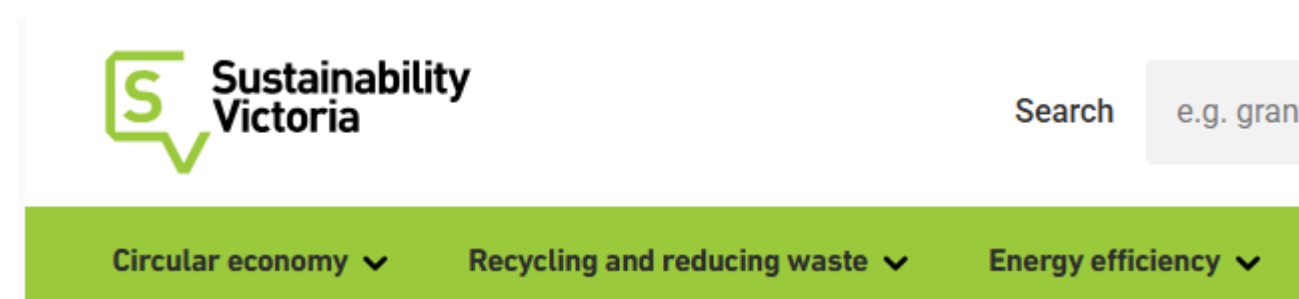 S
Sustainability
Victoria
Search e.g. gran
Circular economy Recycling and reducing waste Energy efficiency